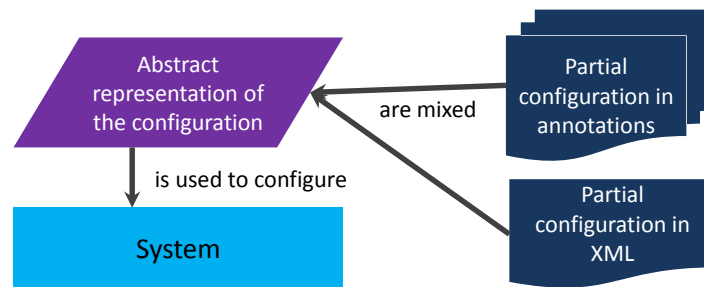 Abstract
representation of
the configuration
are mixed
Partial
configuration in
annotations
is used to configure
System
Partial
configuration in
XML